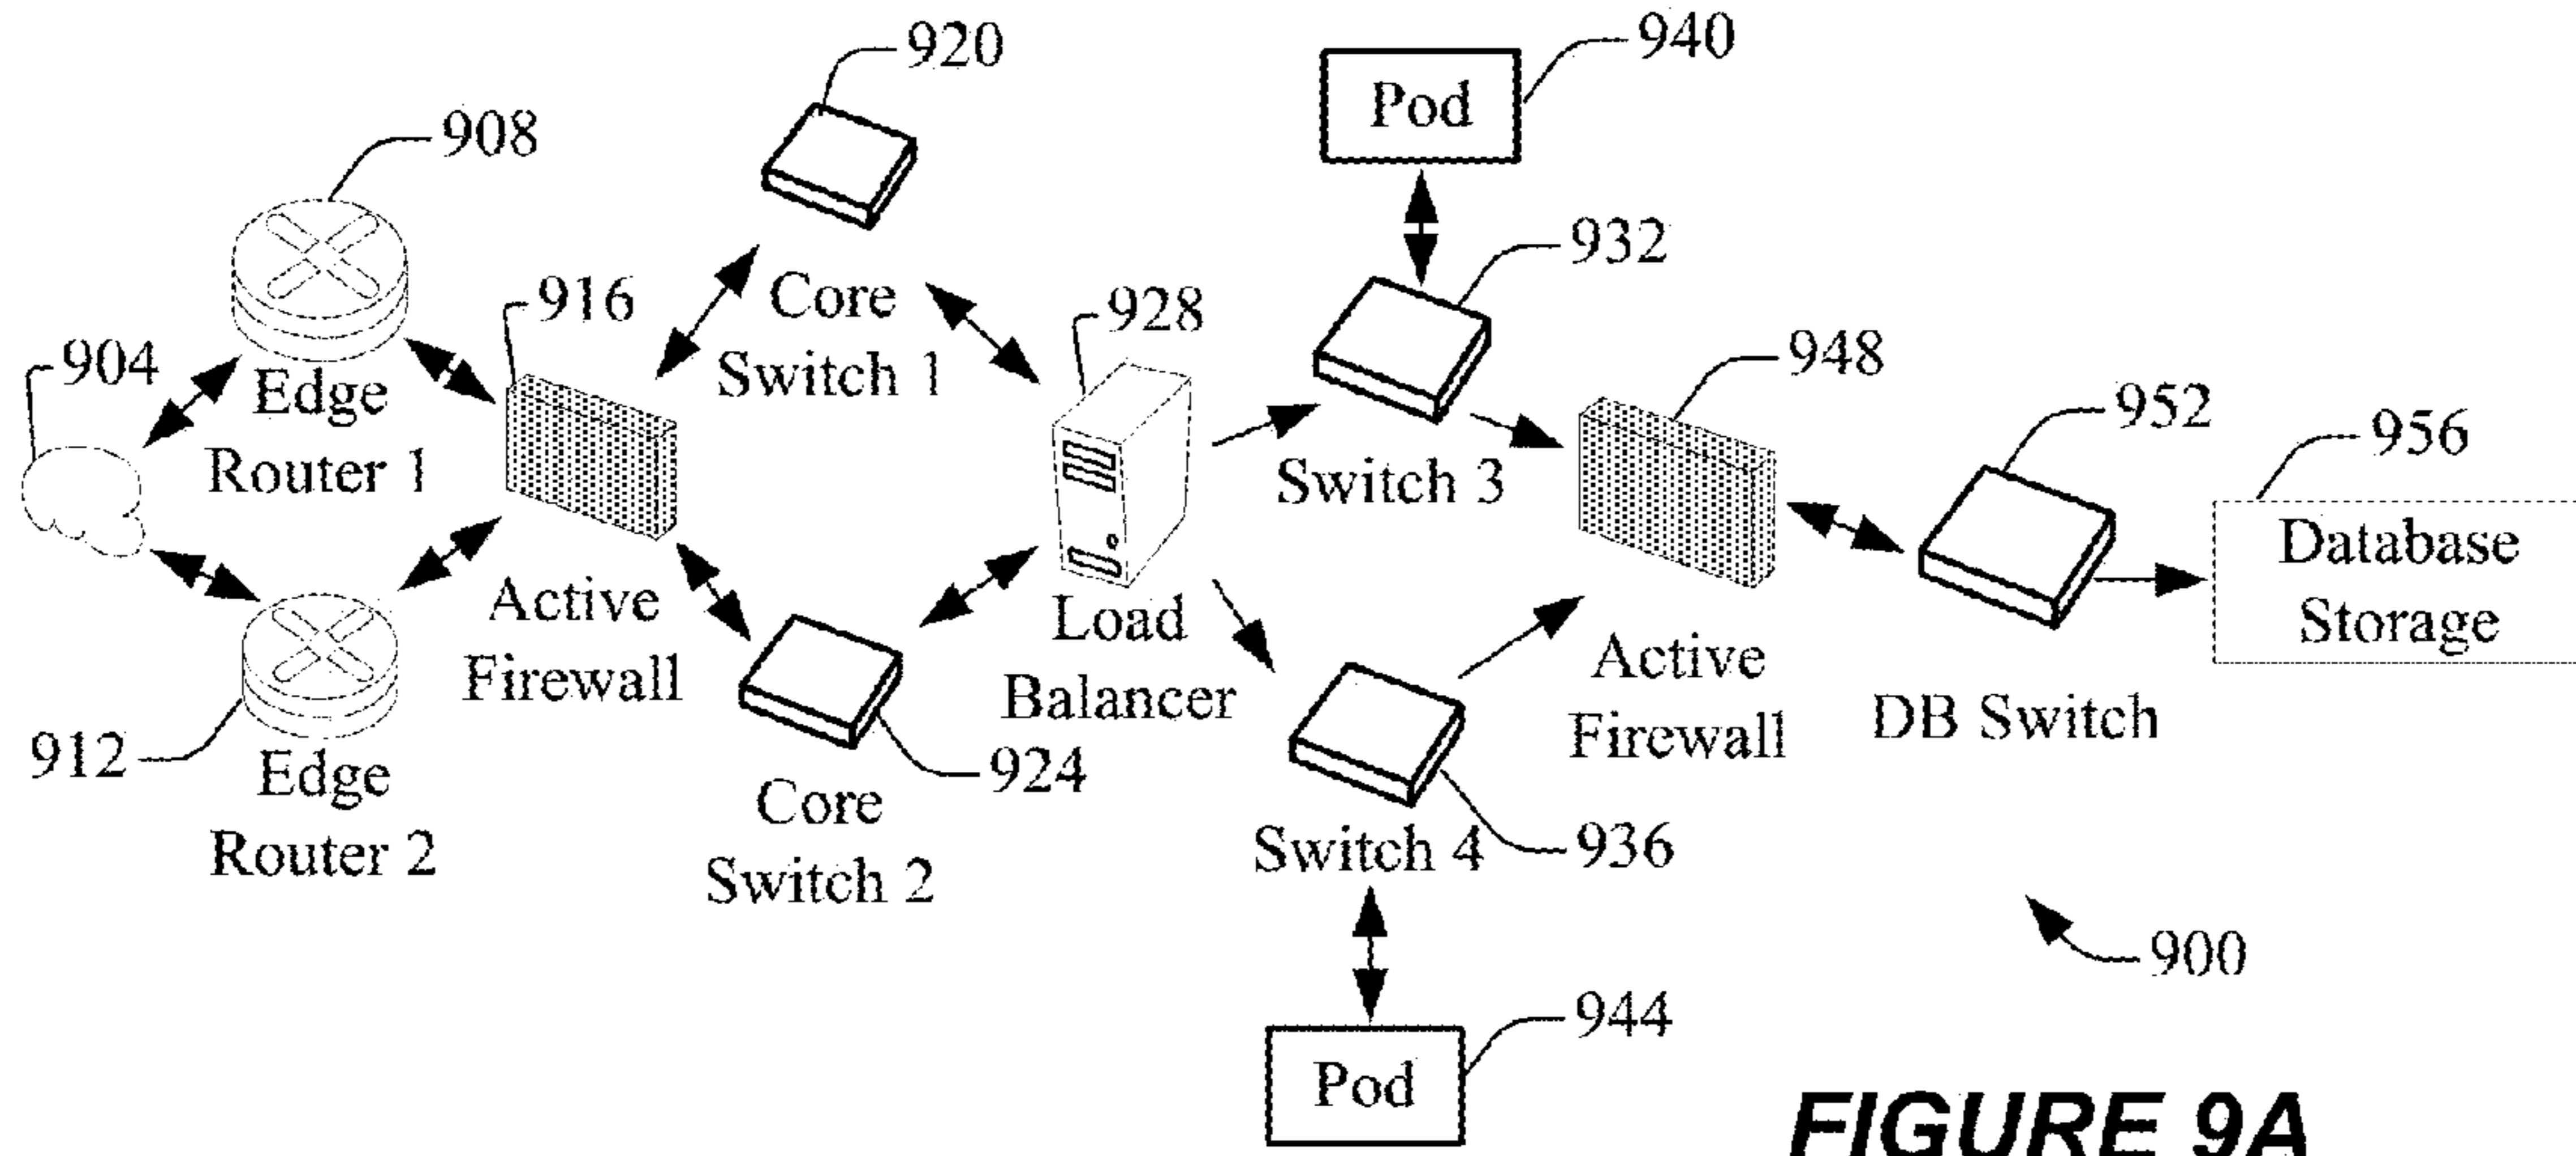 920
940
Pod
908
932
916
Core
Switch 1
928
948
904
Edge
Router 1
Switch 3
952
956
Database
Storage
Active
Firewall
Load
Balancer
Active
Firewall
DB Switch
912
Edge
Router 2
924
Core
Switch 2
Switch 4
936
900
944
Pod
FIGURE 9A